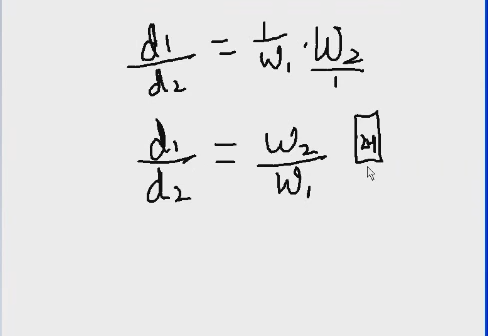 d1/d2 = 1/w1 · w2/1
d1/d2 = w2/w1